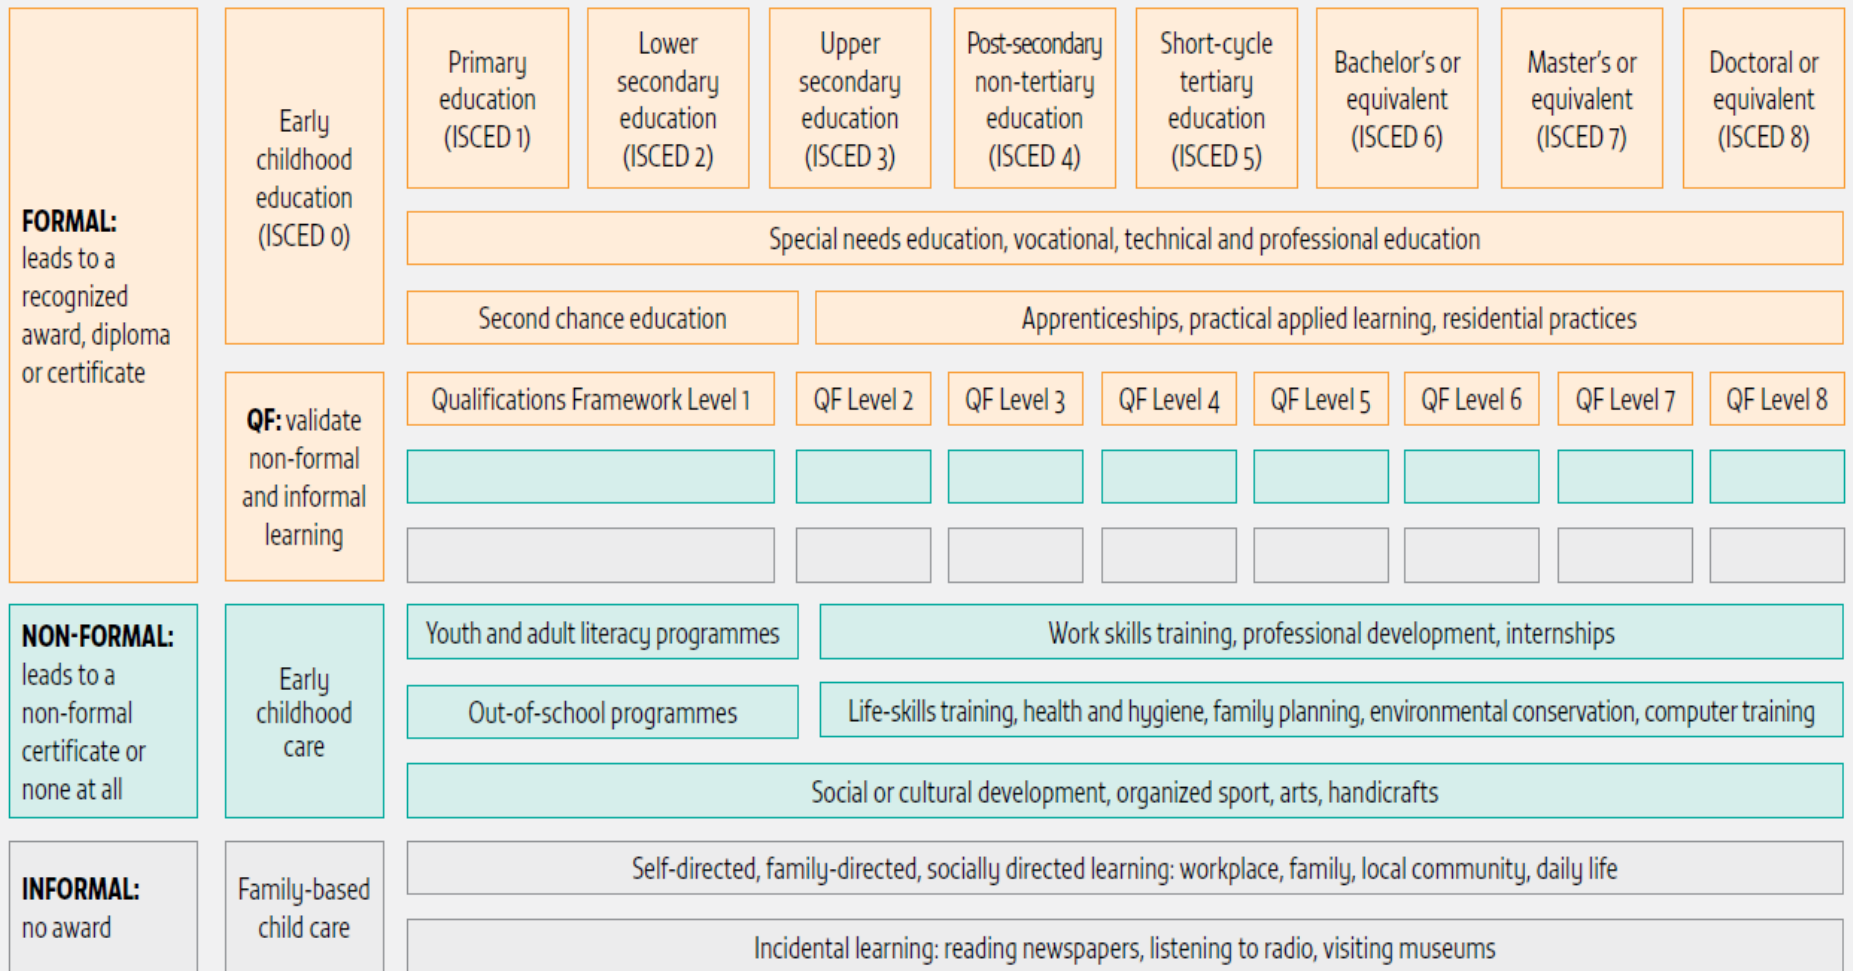 FORMAL:
leads to a
recognized
award, diploma
or certificate
Early
childhood
education
(ISCED 0)
Primary
education
(ISCED 1)
Lower
secondary
education
(ISCED 2)
Upper
secondary
education
(ISCED 3)
Post-secondary
non-tertiary
education
(ISCED 4)
Short-cycle
tertiary
education
(ISCED 5)
Bachelor's or
equivalent
(ISCED 6)
Master's or
equivalent
(ISCED 7)
Doctoral or
equivalent
(ISCED 8)
Special needs education, vocational, technical and professional education
Second chance education
Apprenticeships, practical applied learning, residential practices
QF: validate
non-formal
and informal
learning
Qualifications Framework Level 1
QF Level 2
QF Level 3
QF Level 4
QF Level 5
QF Level 6
QF Level 7
QF Level 8
NON-FORMAL:
leads to a
non-formal
certificate or
none at all
Early
childhood
care
Youth and adult literacy programmes
Work skills training, professional development, internships
Out-of-school programmes
Life-skills training, health and hygiene, family planning, environmental conservation, computer training
Social or cultural development, organized sport, arts, handicrafts
INFORMAL:
no award
Family-based
child care
Self-directed, family-directed, socially directed learning: workplace, family, local community, daily life
Incidental learning: reading newspapers, listening to radio, visiting museums